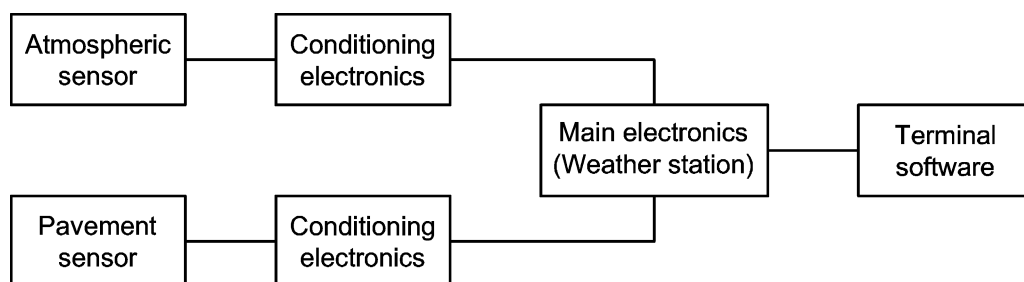 Atmospheric
sensor
Conditioning
electronics
Main electronics
(Weather station)
Terminal
software
Pavement
sensor
Conditioning
electronics